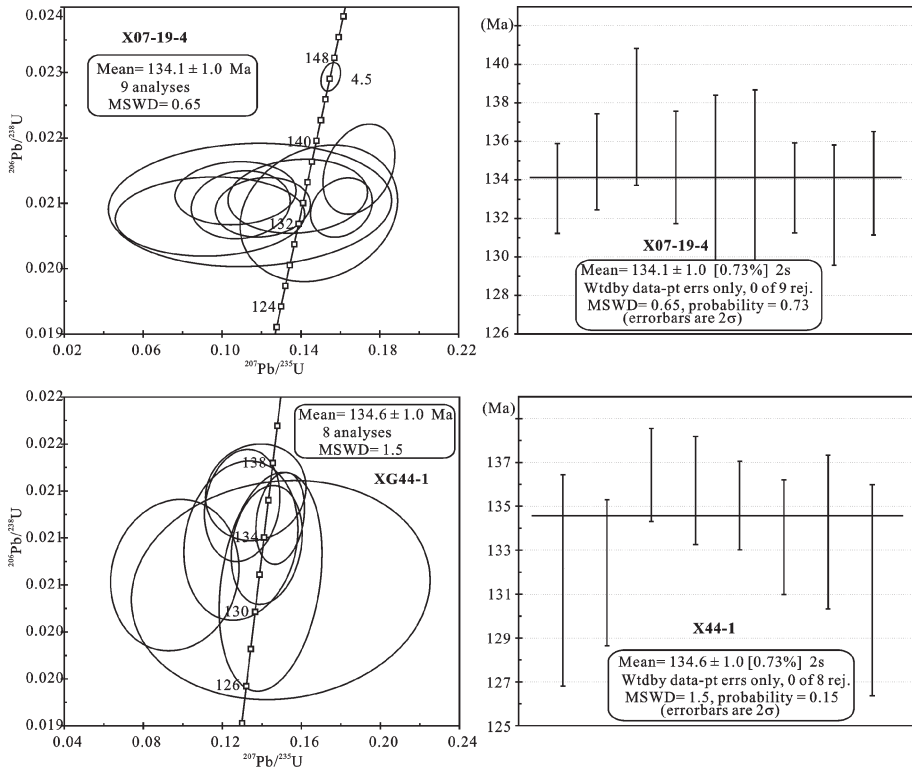 0.024
0.023
0.022
0.021
0.020
0.019
²⁰⁶Pb/²³⁸U
X07-19-4
Mean= 134.1 ± 1.0 Ma
9 analyses
MSWD= 0.65
148
4.5
140
132
124
0.02 0.06 0.10 0.14 0.18 0.22
²⁰⁷Pb/²³⁵U
(Ma)
140
138
136
134
132
130
128
126
X07-19-4
Mean= 134.1 ± 1.0 [0.73%] 2s
Wtdby data-pt errs only, 0 of 9 rej.
MSWD= 0.65, probability = 0.73
(errorbars are 2σ)
0.022
0.022
0.021
0.021
0.021
0.020
0.020
0.019
²⁰⁶Pb/²³⁸U
Mean= 134.6 ± 1.0 Ma
8 analyses
MSWD= 1.5
XG44-1
138
134
130
126
0.04 0.08 0.12 0.16 0.20 0.24
²⁰⁷Pb/²³⁵U
(Ma)
137
135
133
131
129
127
125
X44-1
Mean= 134.6 ± 1.0 [0.73%] 2s
Wtdby data-pt errs only, 0 of 8 rej.
MSWD= 1.5, probability = 0.15
(errorbars are 2σ)